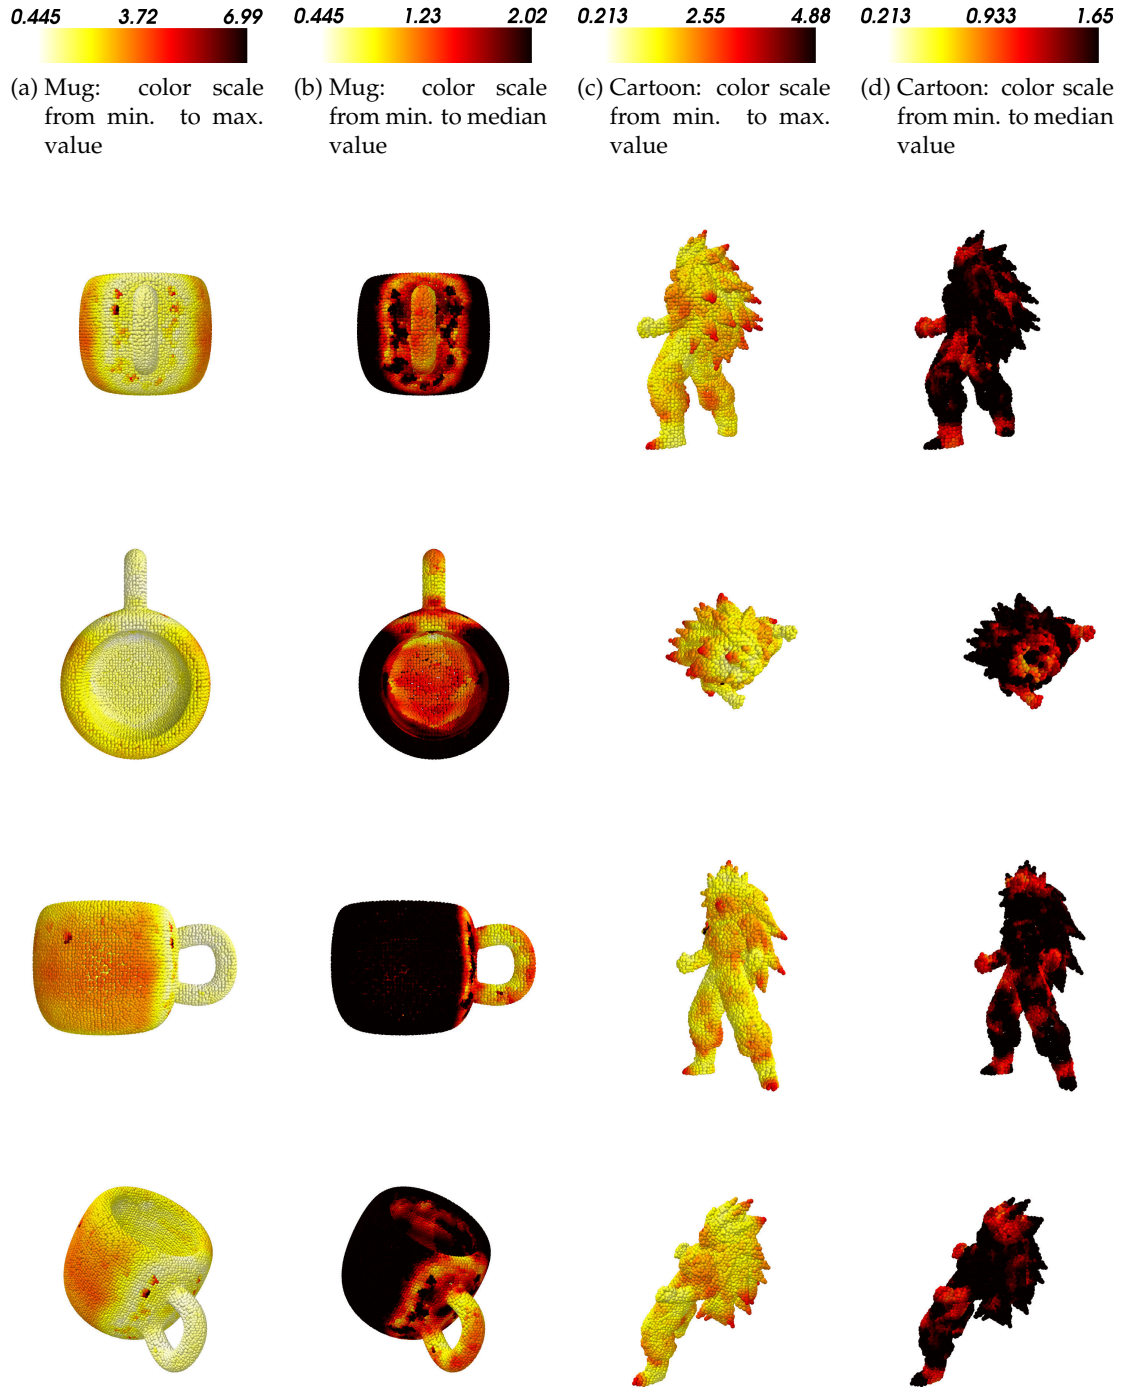 0.445 3.72 6.99
0.445 1.23 2.02
0.213 2.55 4.88
0.213 0.933 1.65
(a) Mug: color scale
from min. to max.
value
(b) Mug: color scale
from min. to median
value
(c) Cartoon: color scale
from min. to max.
value
(d) Cartoon: color scale
from min. to median
value